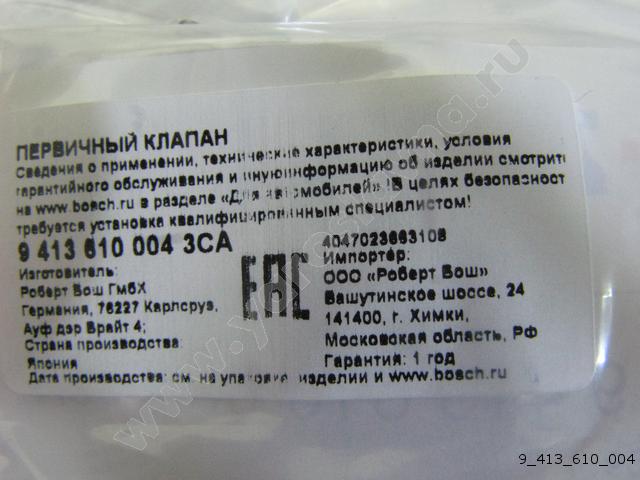 ПЕРВИЧНЫЙ КЛАПАН
Сведения о применении, технические характеристики, условия
гарантийного обслуживания и иную информацию об изделии смотрите
на www.bosch.ru в разделе «Для автомобилей» !В целях безопасност
требуется установка квалифицированным специалистом!
9 413 610 004 3CA
Изготовитель:
Роберт Бош ГмбХ
Германия, 76227 Карлсруэ,
Ауф дэр Брайт 4;
Страна производства:
Япония
Дата производства: см. на упаковке, изделии и www.bosch.ru
EAC
4047023663108
Импортёр:
ООО «Роберт Бош»
Вашутинское шоссе, 24
141400, г. Химки,
Московская область, РФ
Гарантия: 1 год
9_413_610_004